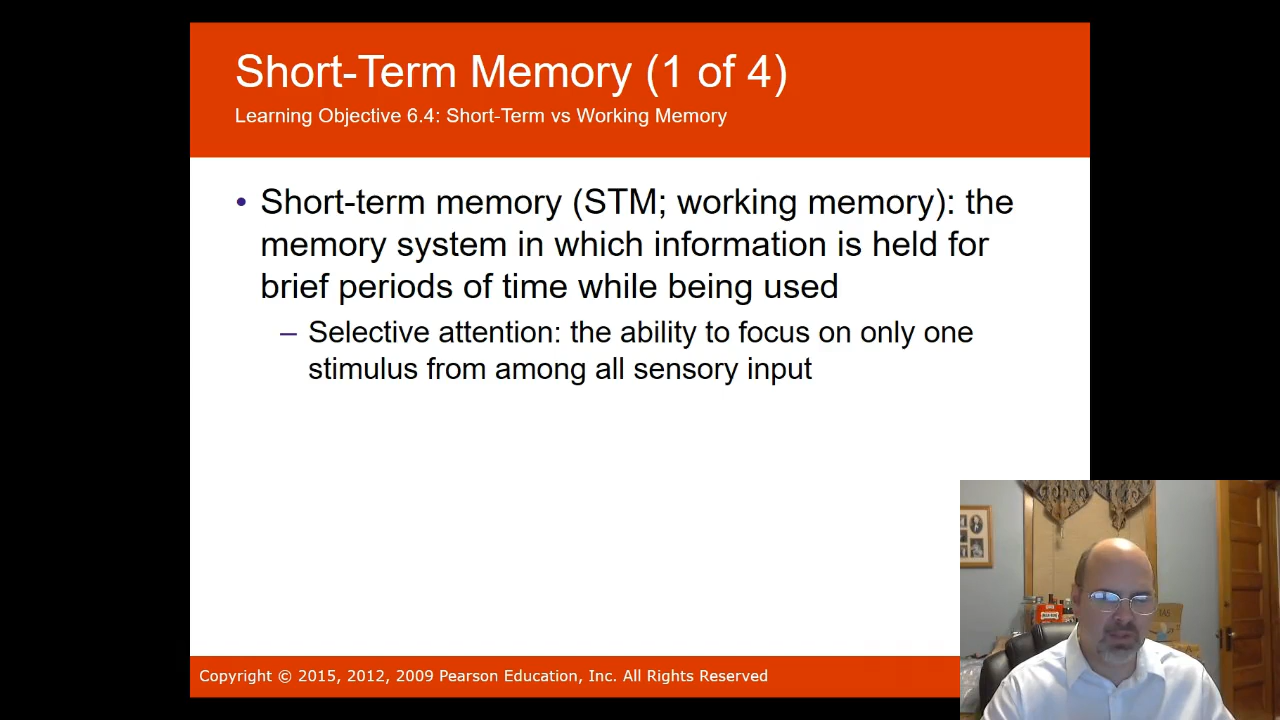 Short-Term Memory (1 of 4)
Learning Objective 6.4: Short-Term vs Working Memory
• Short-term memory (STM; working memory): the
memory system in which information is held for
brief periods of time while being used
– Selective attention: the ability to focus on only one
stimulus from among all sensory input
Copyright © 2015, 2012, 2009 Pearson Education, Inc. All Rights Reserved